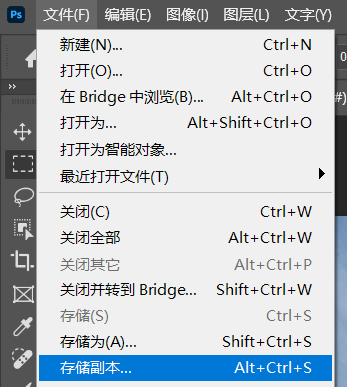 Ps 文件(F) 编辑(E) 图像(I) 图层(L) 文字(Y)
新建(N)... Ctrl+N
打开(O)... Ctrl+O
在 Bridge 中浏览(B)... Alt+Ctrl+O
打开为... Alt+Shift+Ctrl+O
打开为智能对象...
最近打开文件(T)
关闭(C) Ctrl+W
关闭全部 Alt+Ctrl+W
关闭其它 Alt+Ctrl+P
关闭并转到 Bridge... Shift+Ctrl+W
存储(S) Ctrl+S
存储为(A)... Shift+Ctrl+S
存储副本... Alt+Ctrl+S